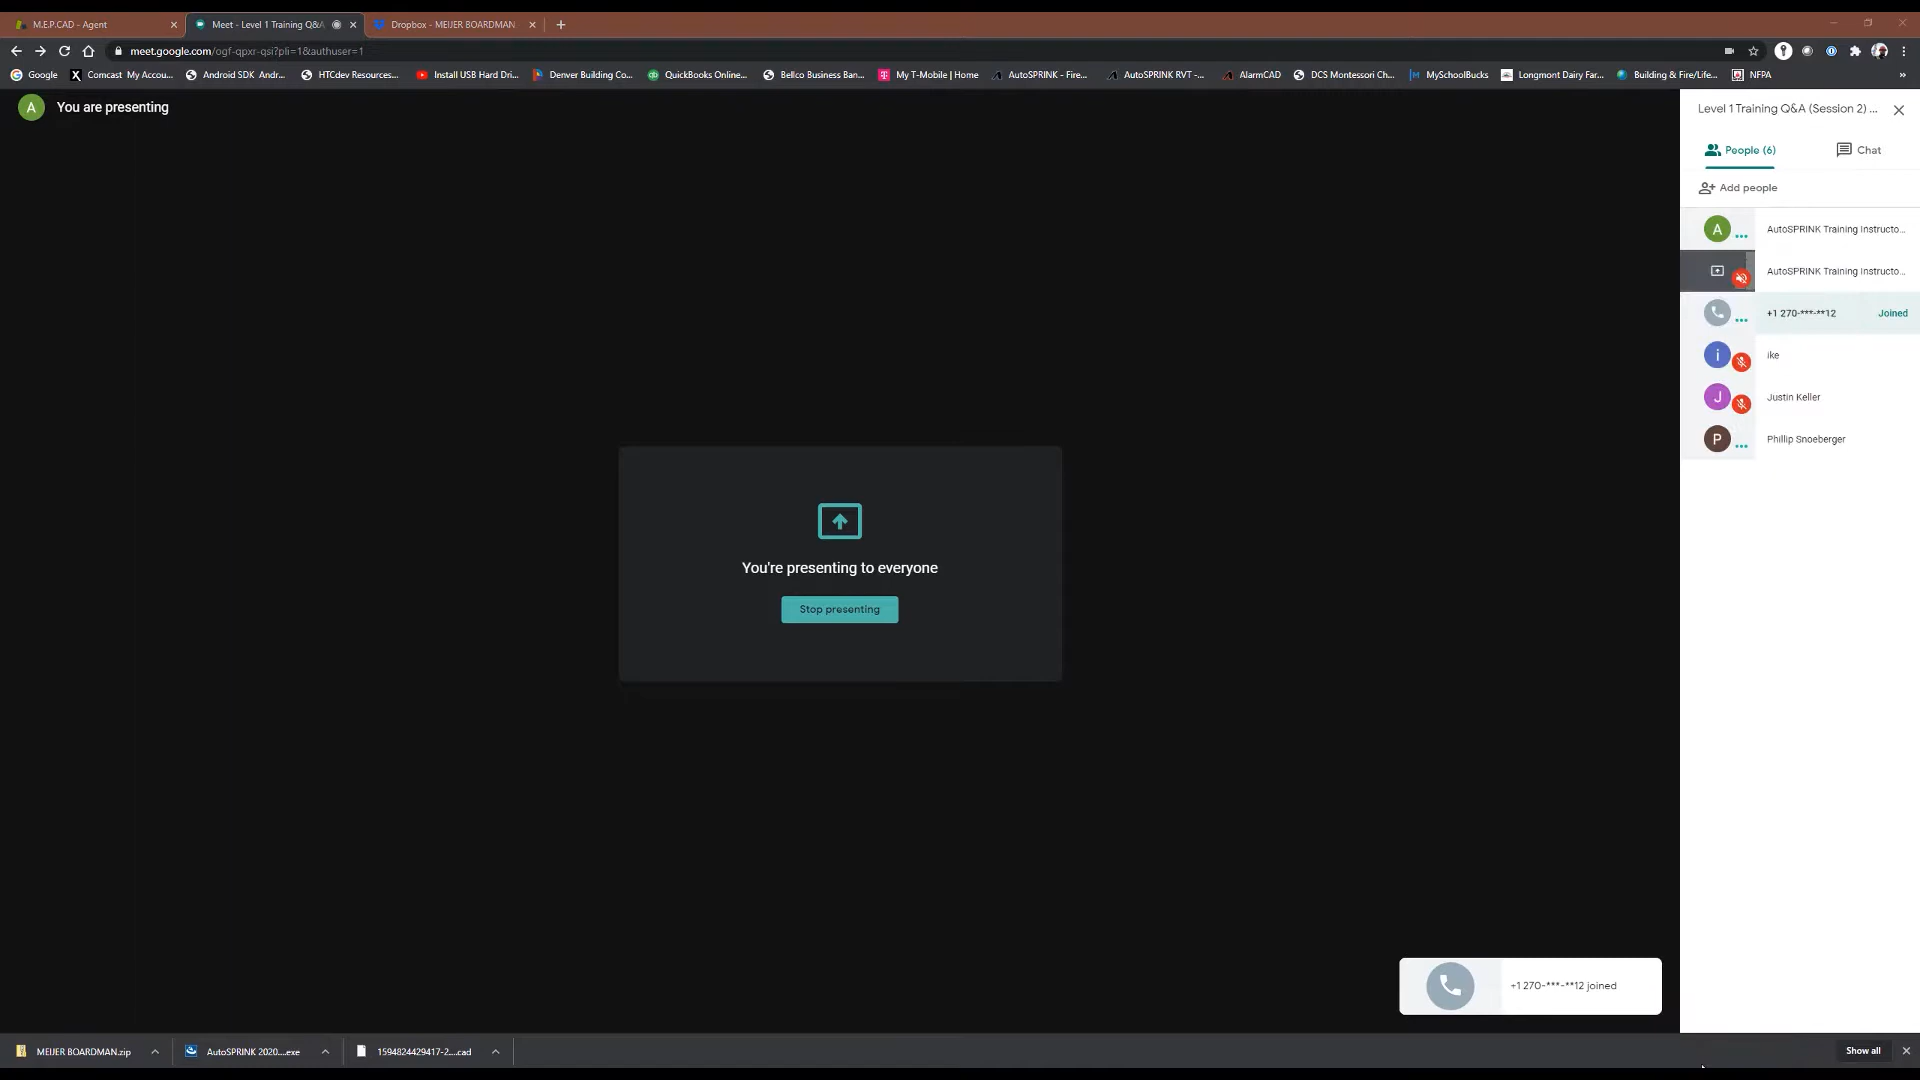 M.E.P.CAD - Agent
Meet - Level 1 Training Q&A
Dropbox - MEIJER BOARDMAN
meet.google.com/ogf-qpxr-qsi?pli=1&authuser=1
Google
Comcast My Accou...
Android SDK Andr...
HTCdev Resources...
Install USB Hard Dri...
Denver Building Co...
QuickBooks Online...
Bellco Business Ban...
My T-Mobile | Home
AutoSPRINK - Fire...
AutoSPRINK RVT -...
AlarmCAD
DCS Montessori Ch...
MySchoolBucks
Longmont Dairy Far...
Building & Fire/Life...
NFPA
A
You are presenting
Level 1 Training Q&A (Session 2) ...
People (6)
Chat
Add people
A
AutoSPRINK Training Instructo...
AutoSPRINK Training Instructo...
+1 270-***-**12
Joined
i
ike
J
Justin Keller
P
Phillip Snoeberger
You're presenting to everyone
Stop presenting
+1 270-***-**12 joined
MEIJER BOARDMAN.zip
AutoSPRINK 2020....exe
1594824429417-2....cad
Show all